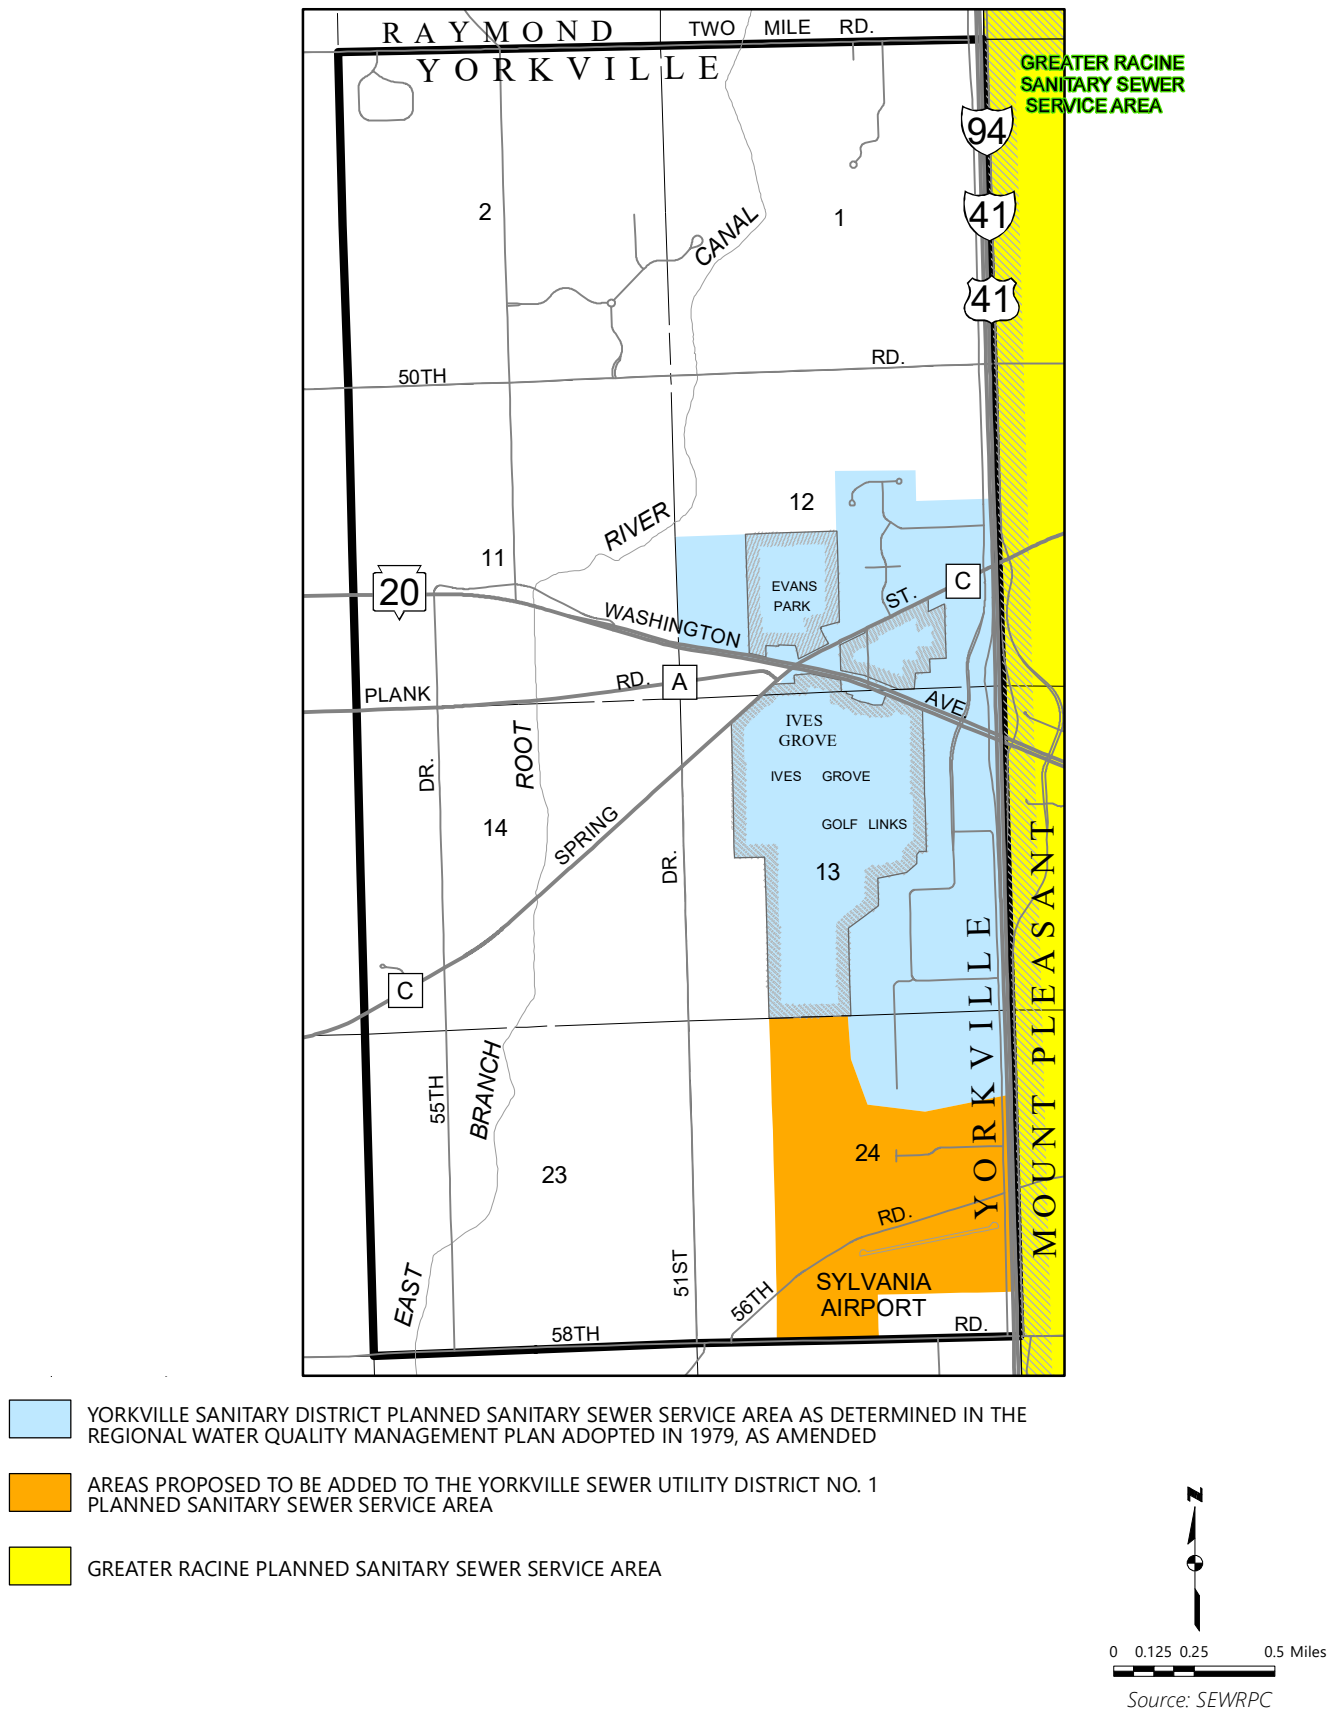 RAYMOND
TWO MILE RD.
YORKVILLE
GREATER RACINE
SANITARY SEWER
SERVICE AREA
94
2
1
41
CANAL
41
50TH
RD.
12
RIVER
11
20
EVANS
PARK
C
ST.
WASHINGTON
PLANK
RD.
A
AVE.
IVES
GROVE
ROOT
DR.
IVES GROVE
GOLF LINKS
14
SPRING
DR.
13
C
YORKVILLE
MOUNT PLEASANT
55TH
BRANCH
23
24
RD.
EAST
51ST
56TH
SYLVANIA
AIRPORT
58TH
RD.
YORKVILLE SANITARY DISTRICT PLANNED SANITARY SEWER SERVICE AREA AS DETERMINED IN THE
REGIONAL WATER QUALITY MANAGEMENT PLAN ADOPTED IN 1979, AS AMENDED
AREAS PROPOSED TO BE ADDED TO THE YORKVILLE SEWER UTILITY DISTRICT NO. 1
PLANNED SANITARY SEWER SERVICE AREA
GREATER RACINE PLANNED SANITARY SEWER SERVICE AREA
N
0 0.125 0.25 0.5 Miles
Source: SEWRPC